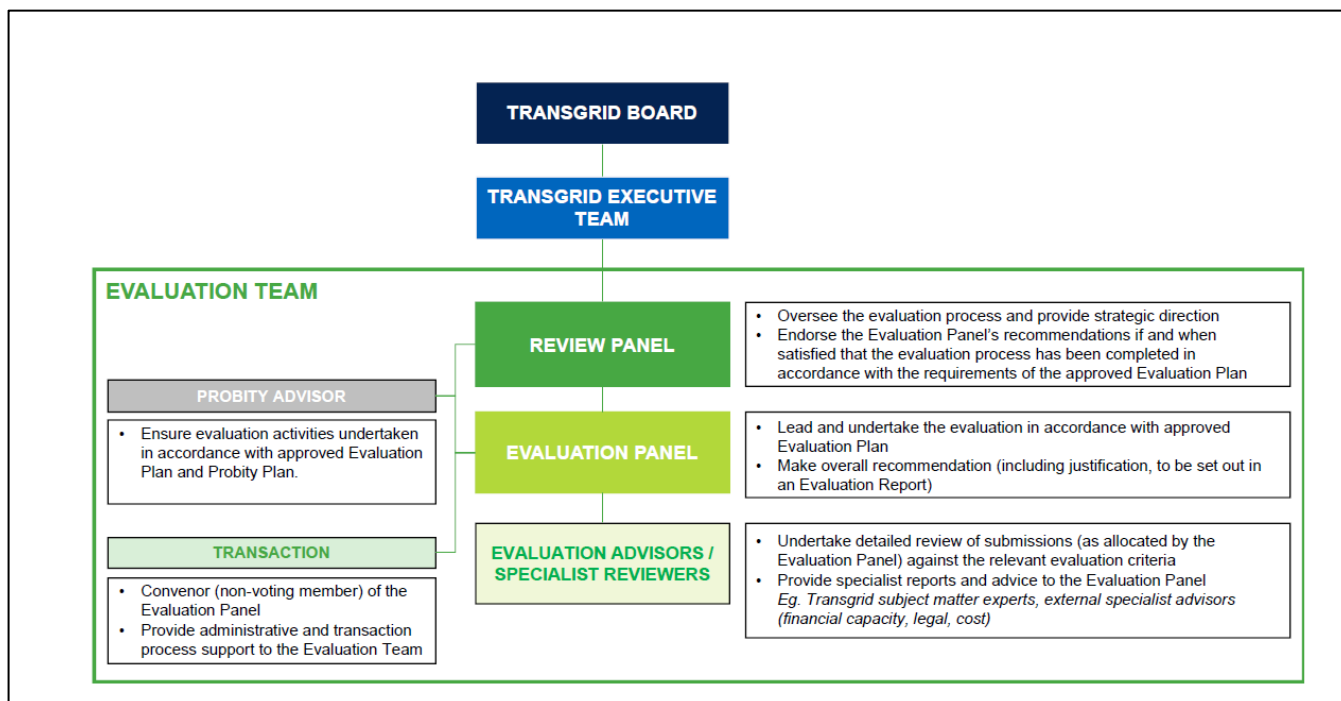 TRANSGRID BOARD
TRANSGRID EXECUTIVE
TEAM
EVALUATION TEAM
REVIEW PANEL
• Oversee the evaluation process and provide strategic direction
• Endorse the Evaluation Panel's recommendations if and when
satisfied that the evaluation process has been completed in
accordance with the requirements of the approved Evaluation Plan
PROBITY ADVISOR
• Ensure evaluation activities undertaken
in accordance with approved Evaluation
Plan and Probity Plan.
EVALUATION PANEL
• Lead and undertake the evaluation in accordance with approved
Evaluation Plan
• Make overall recommendation (including justification, to be set out in
an Evaluation Report)
TRANSACTION
• Convenor (non-voting member) of the
Evaluation Panel
• Provide administrative and transaction
process support to the Evaluation Team
EVALUATION ADVISORS /
SPECIALIST REVIEWERS
• Undertake detailed review of submissions (as allocated by the
Evaluation Panel) against the relevant evaluation criteria
• Provide specialist reports and advice to the Evaluation Panel
Eg. Transgrid subject matter experts, external specialist advisors
(financial capacity, legal, cost)